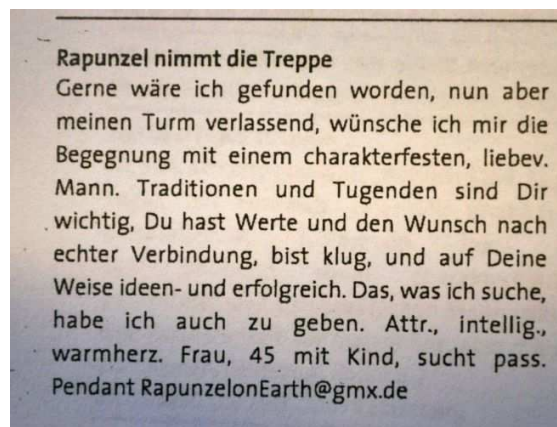 Rapunzel nimmt die Treppe
Gerne wäre ich gefunden worden, nun aber
meinen Turm verlassend, wünsche ich mir die
Begegnung mit einem charakterfesten, liebev.
Mann. Traditionen und Tugenden sind Dir
wichtig, Du hast Werte und den Wunsch nach
echter Verbindung, bist klug, und auf Deine
Weise ideen- und erfolgreich. Das, was ich suche,
habe ich auch zu geben. Attr., intellig.,
warmherz. Frau, 45 mit Kind, sucht pass.
Pendant RapunzelonEarth@gmx.de